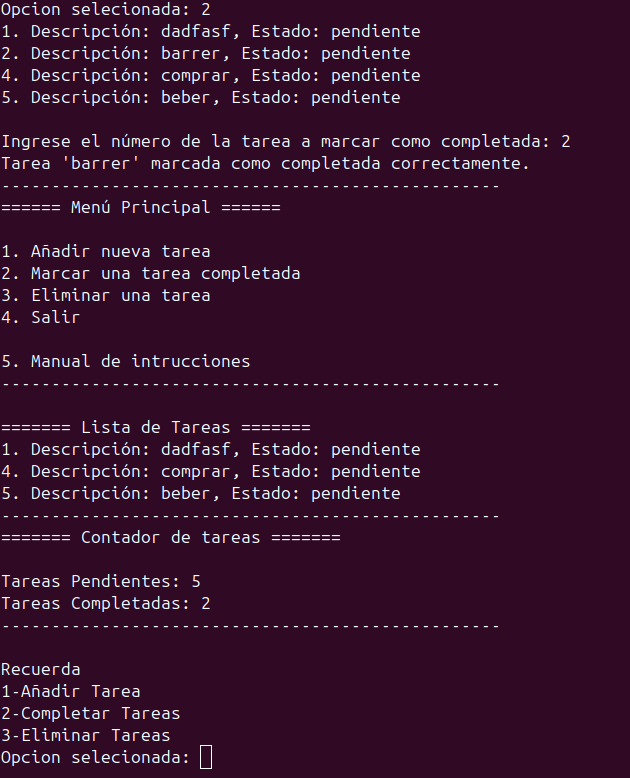 Opcion selecionada: 2
1. Descripción: dadfasf, Estado: pendiente
2. Descripción: barrer, Estado: pendiente
4. Descripción: comprar, Estado: pendiente
5. Descripción: beber, Estado: pendiente
Ingrese el número de la tarea a marcar como completada: 2
Tarea 'barrer' marcada como completada correctamente.
--------------------------------------------------
====== Menú Principal ======
1. Añadir nueva tarea
2. Marcar una tarea completada
3. Eliminar una tarea
4. Salir
5. Manual de intrucciones
--------------------------------------------------
======= Lista de Tareas =======
1. Descripción: dadfasf, Estado: pendiente
4. Descripción: comprar, Estado: pendiente
5. Descripción: beber, Estado: pendiente
--------------------------------------------------
======= Contador de tareas =======
Tareas Pendientes: 5
Tareas Completadas: 2
--------------------------------------------------
Recuerda
1-Añadir Tarea
2-Completar Tareas
3-Eliminar Tareas
Opcion selecionada: